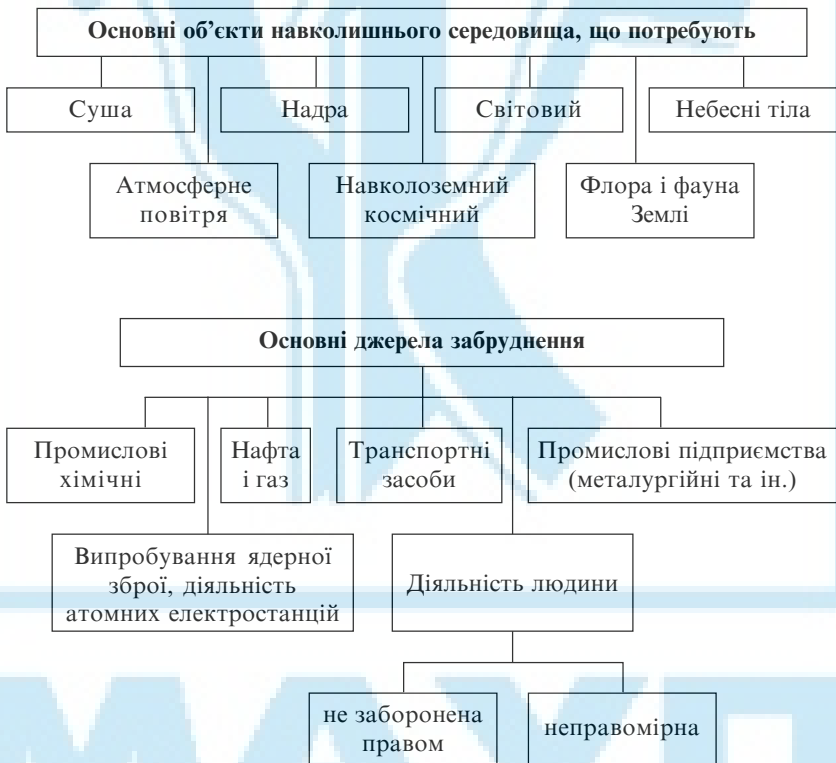 Основні об’єкти навколишнього середовища, що потребують
Суша
Надра
Світовий
Небесні тіла
Атмосферне
повітря
Навколоземний
космічний
Флора і фауна
Землі
Основні джерела забруднення
Промислові
хімічні
Нафта
і газ
Транспортні
засоби
Промислові підприємства
(металургійні та ін.)
Випробування ядерної
зброї, діяльність
атомних електростанцій
Діяльність людини
не заборонена
правом
неправомірна